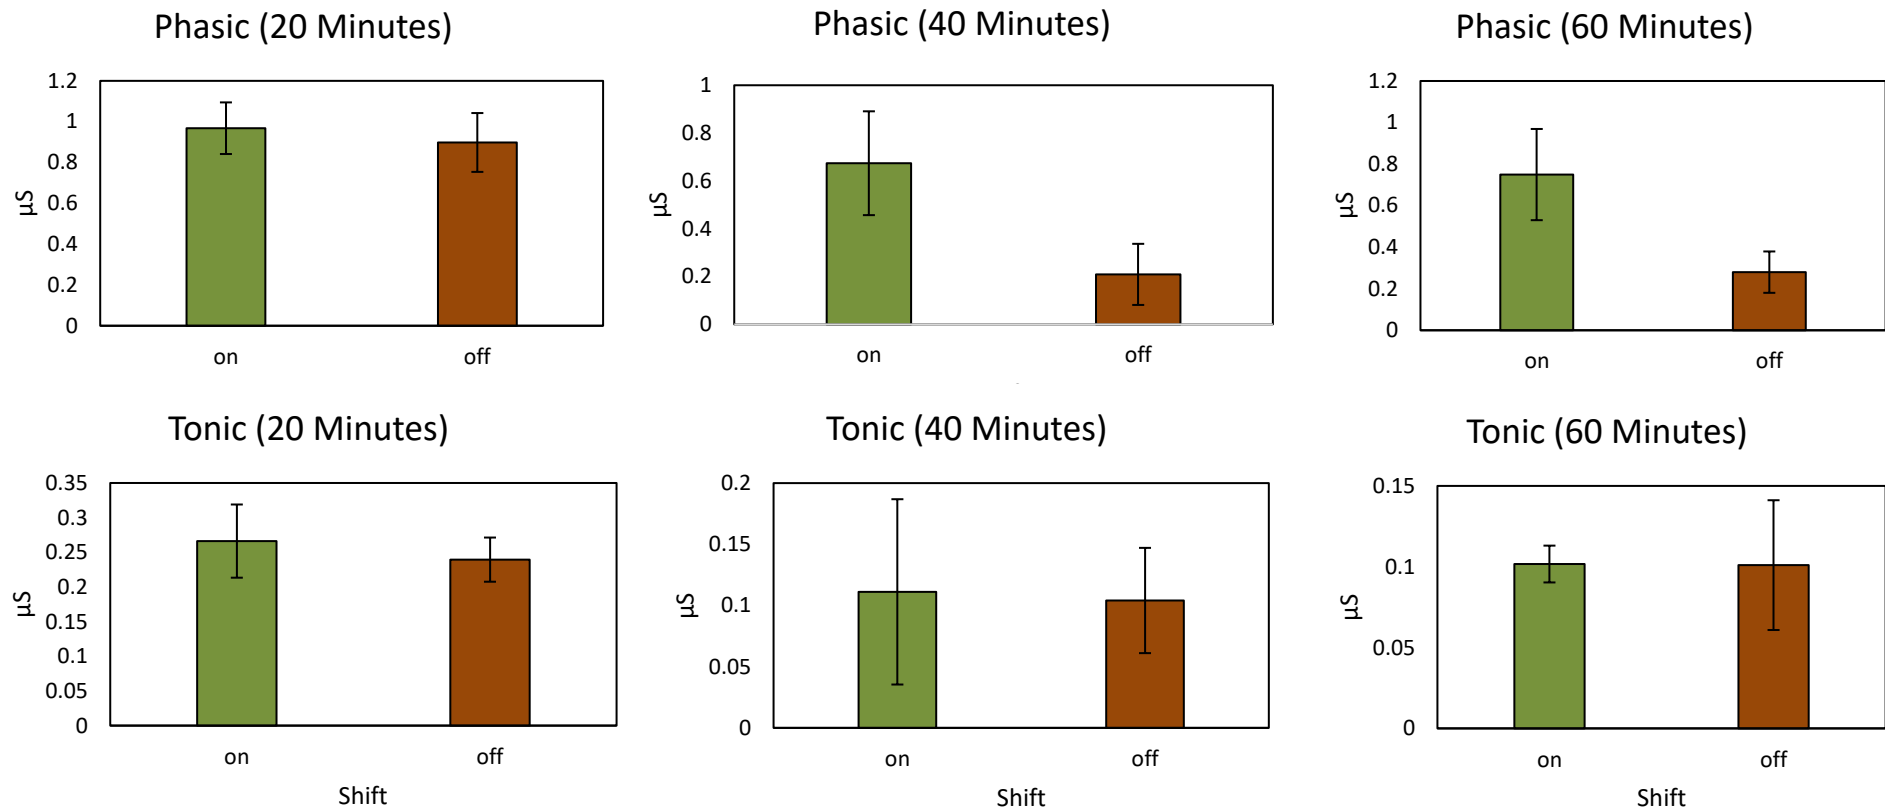 Phasic (20 Minutes)
1.2
1
0.8
0.6
0.4
0.2
0
µS
on
off
Phasic (40 Minutes)
1
0.8
0.6
0.4
0.2
0
µS
on
off
Phasic (60 Minutes)
1.2
1
0.8
0.6
0.4
0.2
0
µS
on
off
Tonic (20 Minutes)
0.35
0.3
0.25
0.2
0.15
0.1
0.05
0
µS
on
off
Shift
Tonic (40 Minutes)
0.2
0.15
0.1
0.05
0
µS
on
off
Shift
Tonic (60 Minutes)
0.15
0.1
0.05
0
µS
on
off
Shift